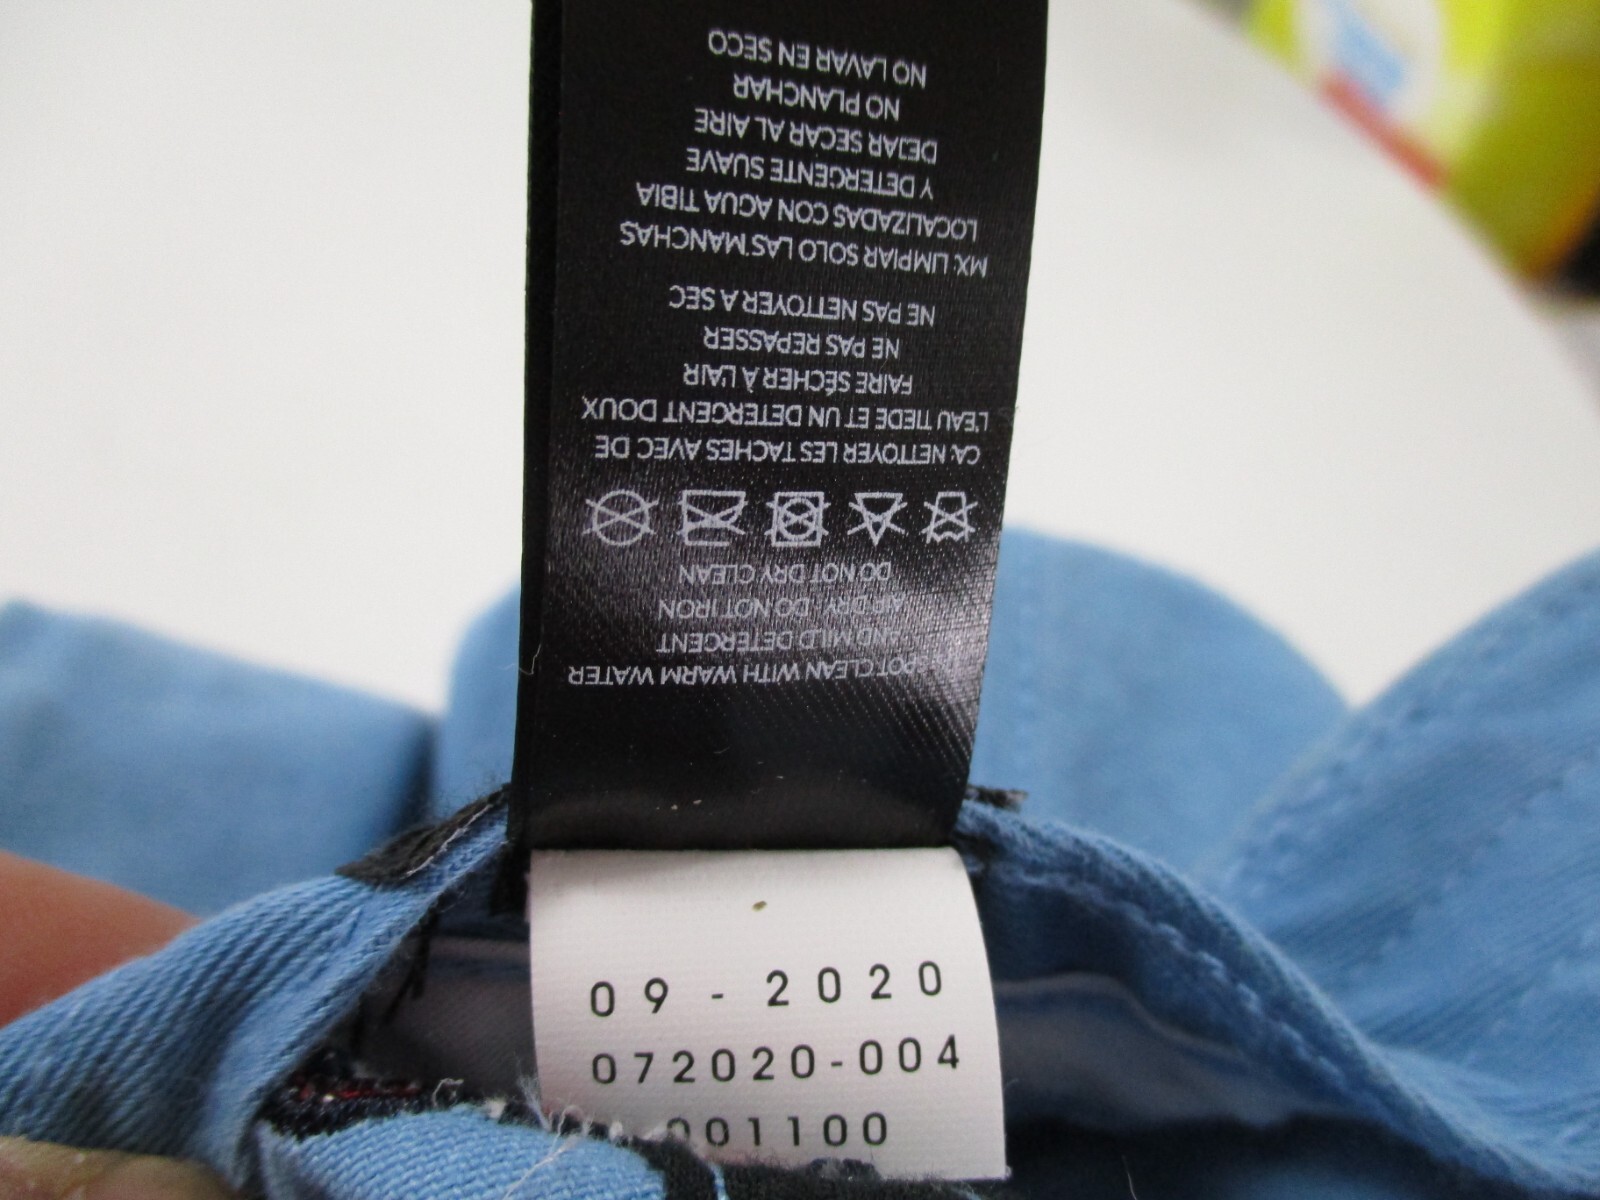 SPOT CLEAN WITH WARM WATER
AND MILD DETERGENT
AIR DRY · DO NOT IRON
DO NOT DRY CLEAN
CA: NETTOYER LES TACHES AVEC DE
L'EAU TIEDE ET UN DETERGENT DOUX
FAIRE SÉCHER À L'AIR
NE PAS REPASSER
NE PAS NETTOYER A SEC
MX: LIMPIAR SOLO LAS MANCHAS
LOCALIZADAS CON AGUA TIBIA
Y DETERGENTE SUAVE
DEJAR SECAR AL AIRE
NO PLANCHAR
NO LAVAR EN SECO
09 - 2020
072020-004
001100